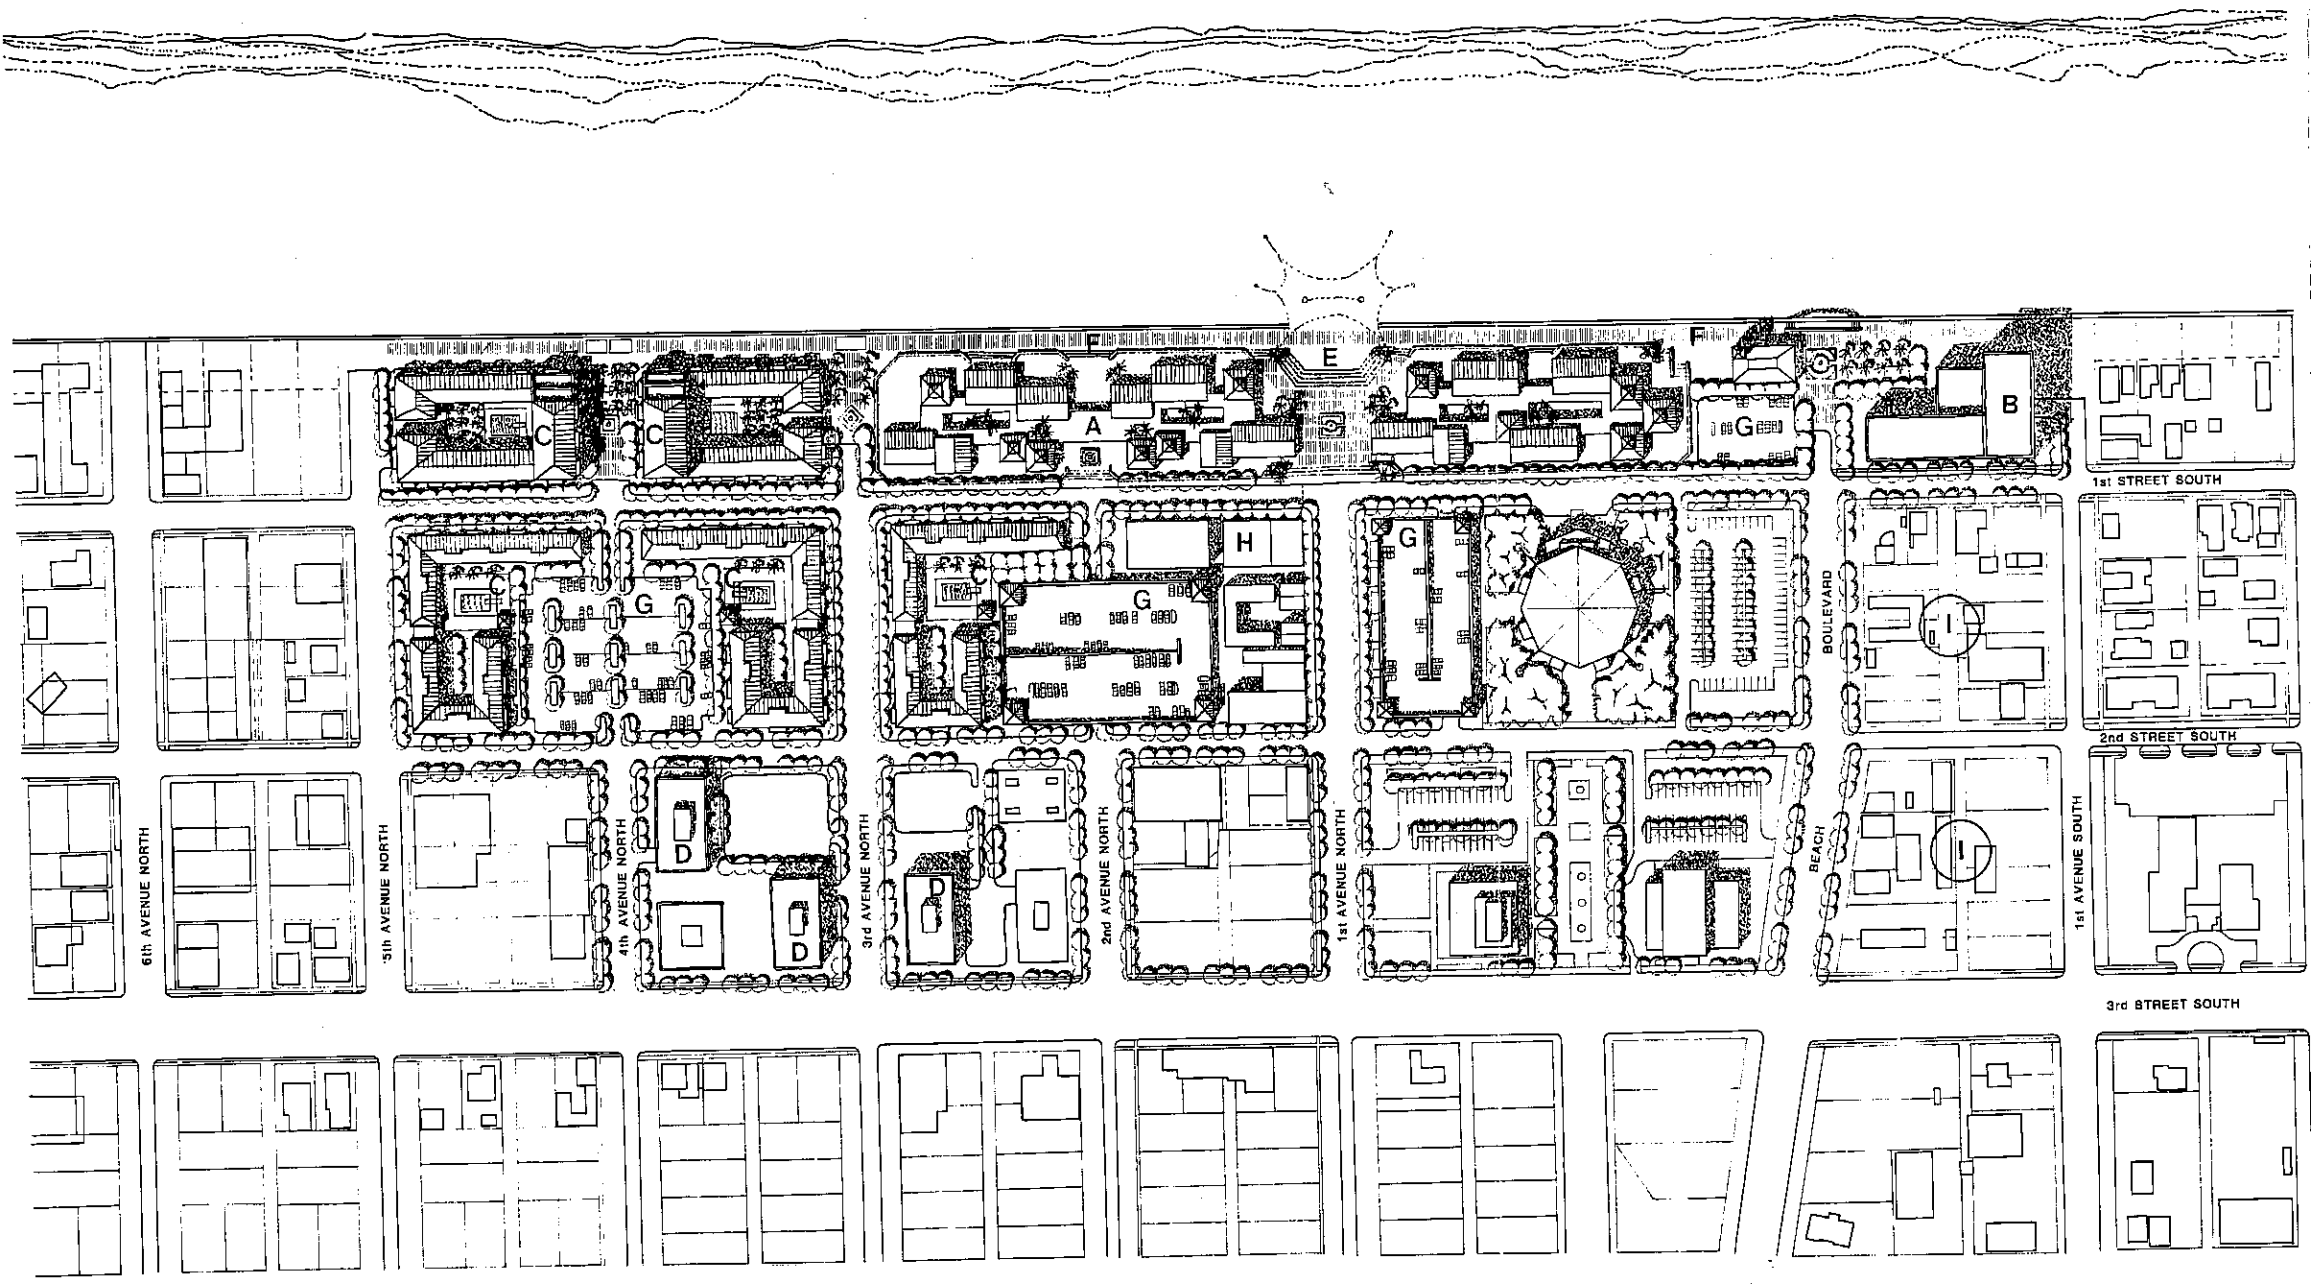 F
F
E
C
C
A
G
B
1st STREET SOUTH
G
H
C
G
C
C
G
BOULEVARD
I
2nd STREET SOUTH
6th AVENUE NORTH
5th AVENUE NORTH
4th AVENUE NORTH
D
D
3rd AVENUE NORTH
D
2nd AVENUE NORTH
1st AVENUE NORTH
BEACH
I
1st AVENUE SOUTH
3rd STREET SOUTH